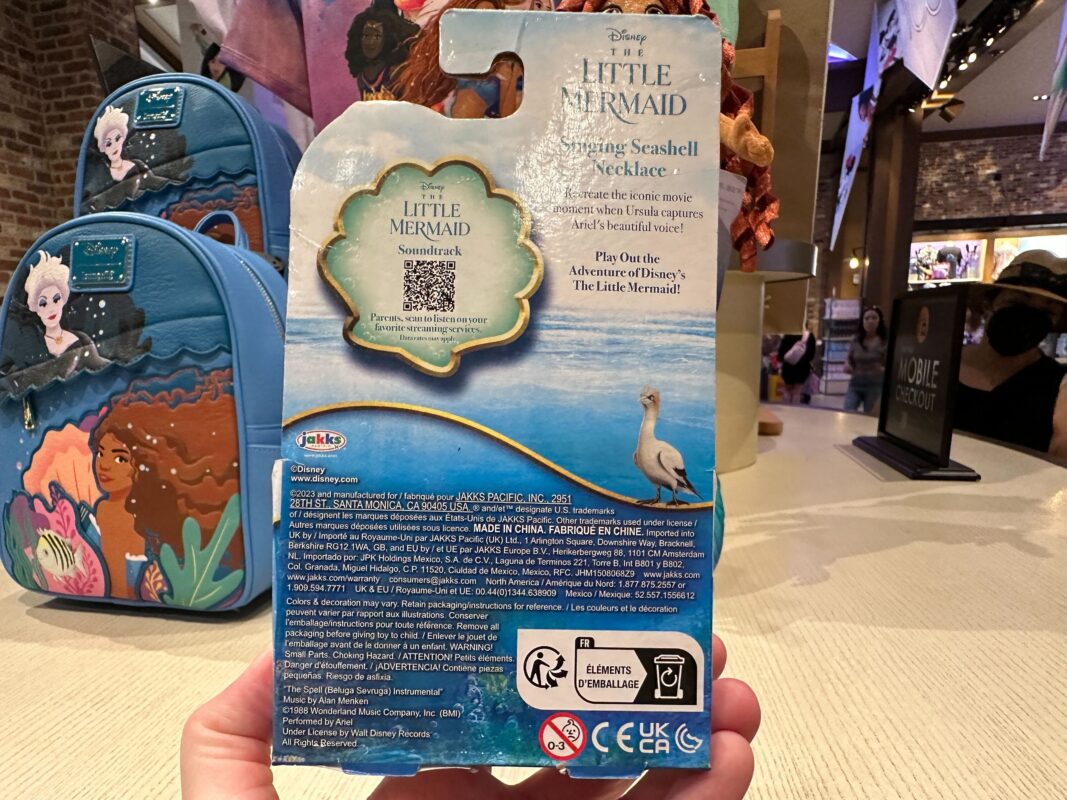 Disney
THE
LITTLE
MERMAID
Singing Seashell
Necklace
Recreate the iconic movie
moment when Ursula captures
Ariel's beautiful voice!
Play Out the
Adventure of Disney's
The Little Mermaid!
Disney
THE
LITTLE
MERMAID
Soundtrack
Parents, scan to listen on your
favorite streaming services.
Data rates may apply.
jakks
www.jakks.com
©Disney
www.disney.com
©2023 and manufactured for / fabriqué pour JAKKS PACIFIC, INC., 2951
28TH ST., SANTA MONICA, CA 90405 USA. ® and/et™ designate U.S. trademarks
of / désignent les marques déposées aux États-Unis de JAKKS Pacific. Other trademarks used under license /
Autres marques déposées utilisées sous licence. MADE IN CHINA. FABRIQUÉ EN CHINE. Imported into
UK by / Importé au Royaume-Uni par JAKKS Pacific (UK) Ltd., 1 Arlington Square, Downshire Way, Bracknell,
Berkshire RG12 1WA, GB, and EU by / et UE par JAKKS Europe B.V., Herikerbergweg 88, 1101 CM Amsterdam
NL. Importado por: JPK Holdings Mexico, S.A. de C.V., Laguna de Terminos 221, Torre B, Int B801 y B802,
Col. Granada, Miguel Hidalgo, C.P. 11520, Ciudad de Mexico, Mexico, RFC. JHM1508068Z9 www.jakks.com
www.jakks.com/warranty consumers@jakks.com North America / Amérique du Nord: 1.877.875.2557 or
1.909.594.7771 UK & EU / Royaume-Uni et UE: 00.44(0)1344.638909 Mexico / Mexique: 52.557.1556612
Colors & decoration may vary. Retain packaging/instructions for reference. / Les couleurs et le décoration
peuvent varier par rapport aux illustrations. Conserver
l'emballage/instructions pour toute référence. Remove all
packaging before giving toy to child. / Enlever le jouet de
l'emballage avant de le donner à un enfant. WARNING!
Small Parts. Choking Hazard. / ATTENTION! Petits éléments.
Danger d'étouffement. / ¡ADVERTENCIA! Contiene piezas
pequeñas. Riesgo de asfixia.
"The Spell (Beluga Sevruga) Instrumental"
Music by Alan Menken
©1988 Wonderland Music Company, Inc. (BMI)
Performed by Ariel
Under License by Walt Disney Records
All Rights Reserved
FR
ÉLÉMENTS
D'EMBALLAGE
0-3
CE
UK
CA
Disney
Disney
MOBILE
CHECKOUT